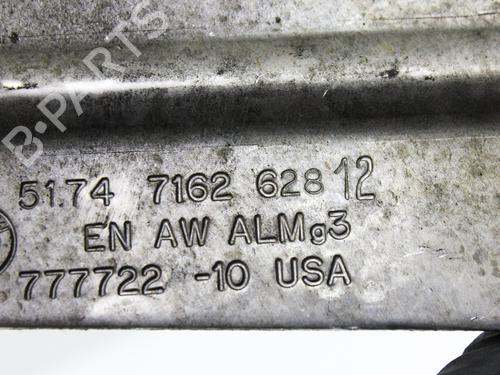 B-PARTS
51.74 7162 628 12
EN AW ALMg3
777722 -10 USA